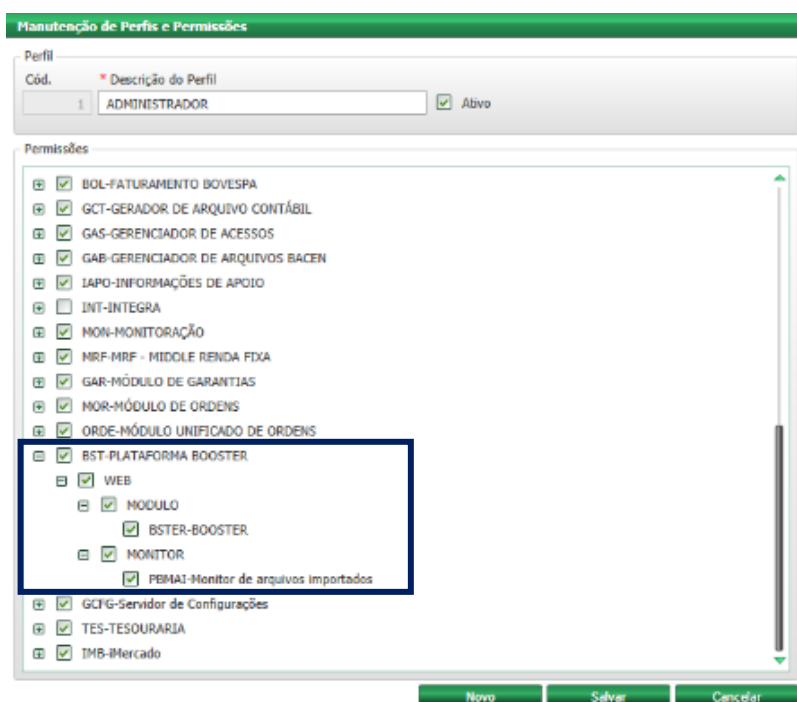 Manutenção de Perfis e Permissões
Perfil
Cód. * Descrição do Perfil
1 ADMINISTRADOR Ativo
Permissões
BOL-FATURAMENTO BOVESPA
GCT-GERADOR DE ARQUIVO CONTÁBIL
GAS-GERENCIADOR DE ACESSOS
GAB-GERENCIADOR DE ARQUIVOS BACEN
IAPO-INFORMAÇÕES DE APOIO
INT-INTEGRA
MON-MONITORAÇÃO
MRF-MRF - MIDDLE RENDA FIXA
GAR-MÓDULO DE GARANTIAS
MOR-MÓDULO DE ORDENS
ORDE-MÓDULO UNIFICADO DE ORDENS
BST-PLATAFORMA BOOSTER
WEB
MODULO
BSTER-BOOSTER
MONITOR
PBMAI-Monitor de arquivos importados
GCFG-Servidor de Configurações
TES-TESOURARIA
IMB-iMercado
Novo Salvar Cancelar